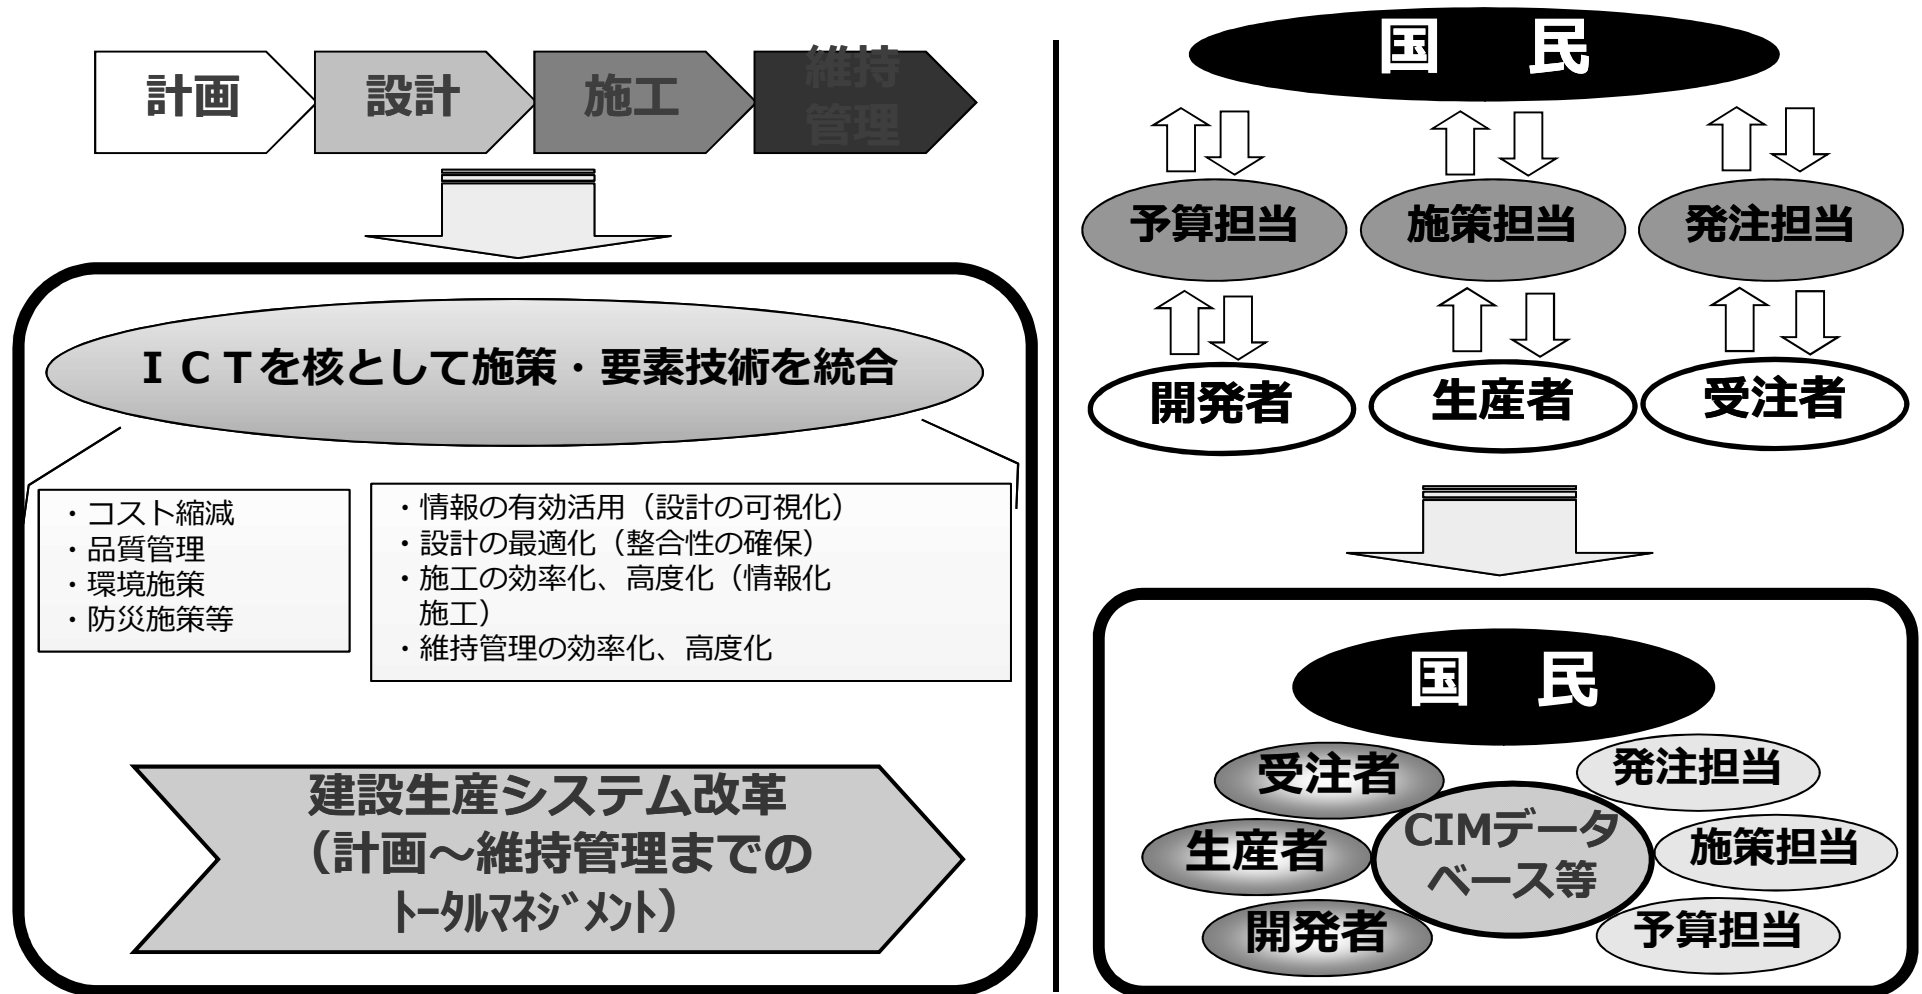 計画
設計
施工
維持
管理
ＩＣＴを核として施策・要素技術を統合
・コスト縮減
・品質管理
・環境施策
・防災施策等
・情報の有効活用（設計の可視化）
・設計の最適化（整合性の確保）
・施工の効率化、高度化（情報化
施工）
・維持管理の効率化、高度化
建設生産システム改革
（計画～維持管理までの
ﾄｰﾀﾙﾏﾈｼﾞﾒﾝﾄ）
国　民
予算担当
施策担当
発注担当
開発者
生産者
受注者
国　民
受注者
発注担当
生産者
CIMデータ
ベース等
施策担当
開発者
予算担当